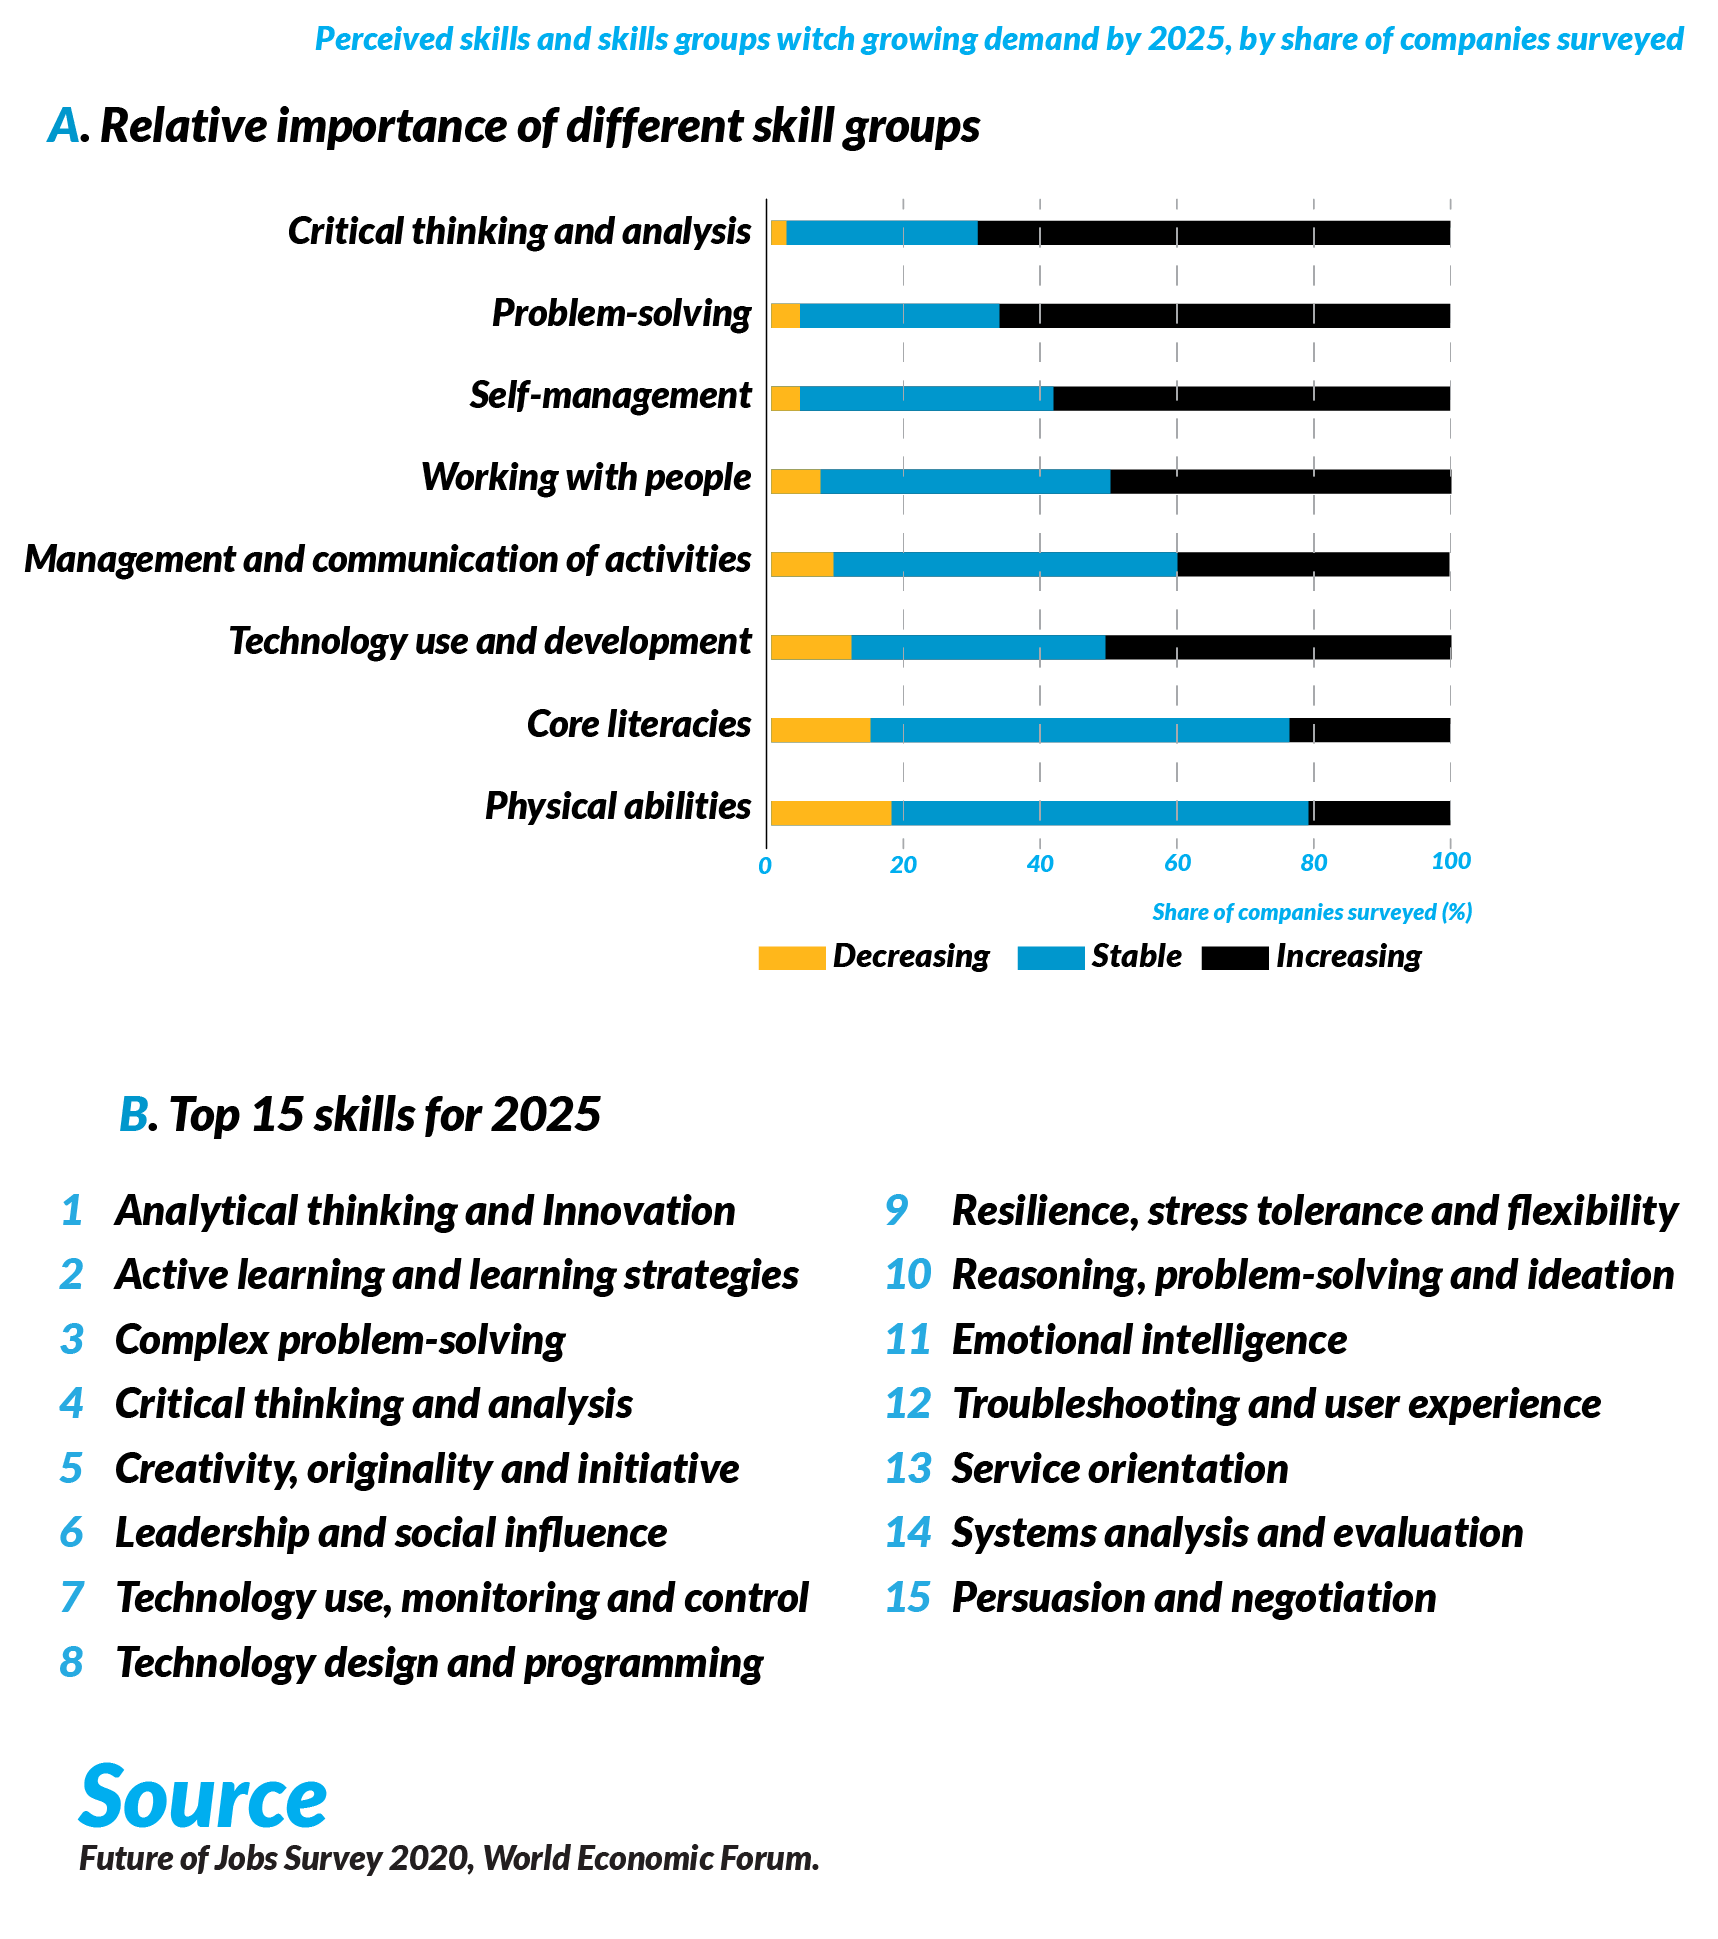 Perceived skills and skills groups witch growing demand by 2025, by share of companies surveyed
A. Relative importance of different skill groups
Critical thinking and analysis
Problem-solving
Self-management
Working with people
Management and communication of activities
Technology use and development
Core literacies
Physical abilities
0 20 40 60 80 100
Share of companies surveyed (%)
Decreasing Stable Increasing
B. Top 15 skills for 2025
1 Analytical thinking and Innovation
2 Active learning and learning strategies
3 Complex problem-solving
4 Critical thinking and analysis
5 Creativity, originality and initiative
6 Leadership and social influence
7 Technology use, monitoring and control
8 Technology design and programming
9 Resilience, stress tolerance and flexibility
10 Reasoning, problem-solving and ideation
11 Emotional intelligence
12 Troubleshooting and user experience
13 Service orientation
14 Systems analysis and evaluation
15 Persuasion and negotiation
Source
Future of Jobs Survey 2020, World Economic Forum.